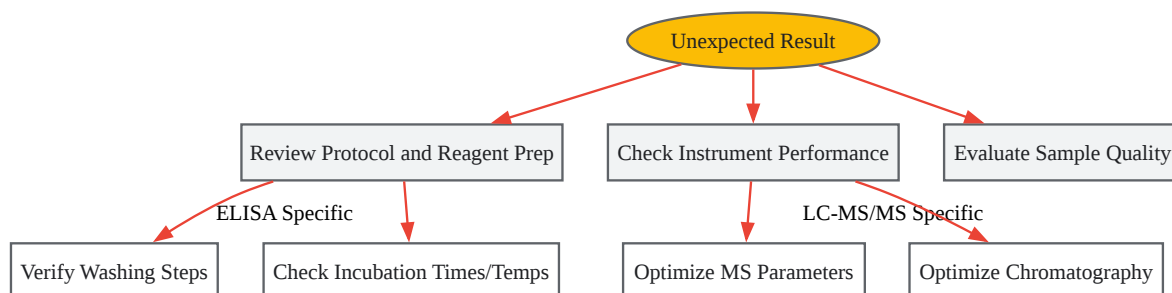 Unexpected Result
Review Protocol and Reagent Prep
Check Instrument Performance
Evaluate Sample Quality
ELISA Specific
LC-MS/MS Specific
Verify Washing Steps
Check Incubation Times/Temps
Optimize MS Parameters
Optimize Chromatography